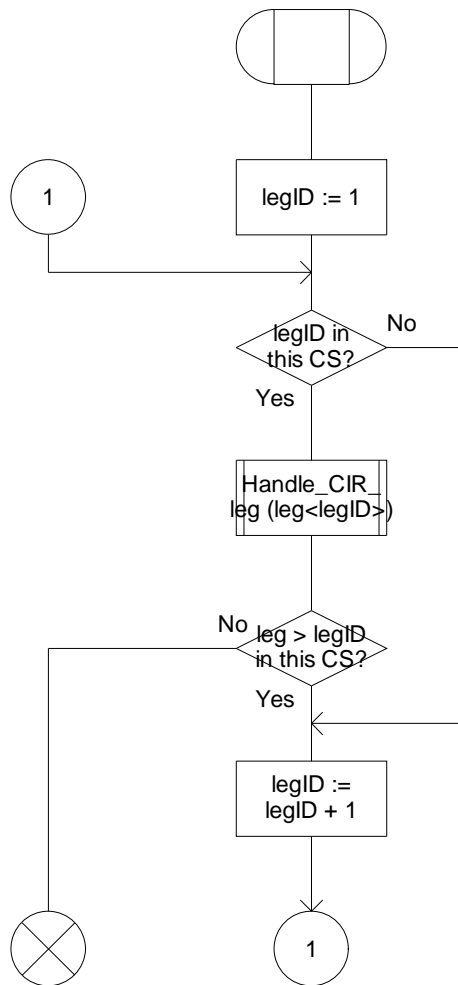 1
legID := 1
legID in
this CS?
No
Yes
Handle_CIR_
leg (leg<legID>)
No
leg > legID
in this CS?
Yes
legID :=
legID + 1
1